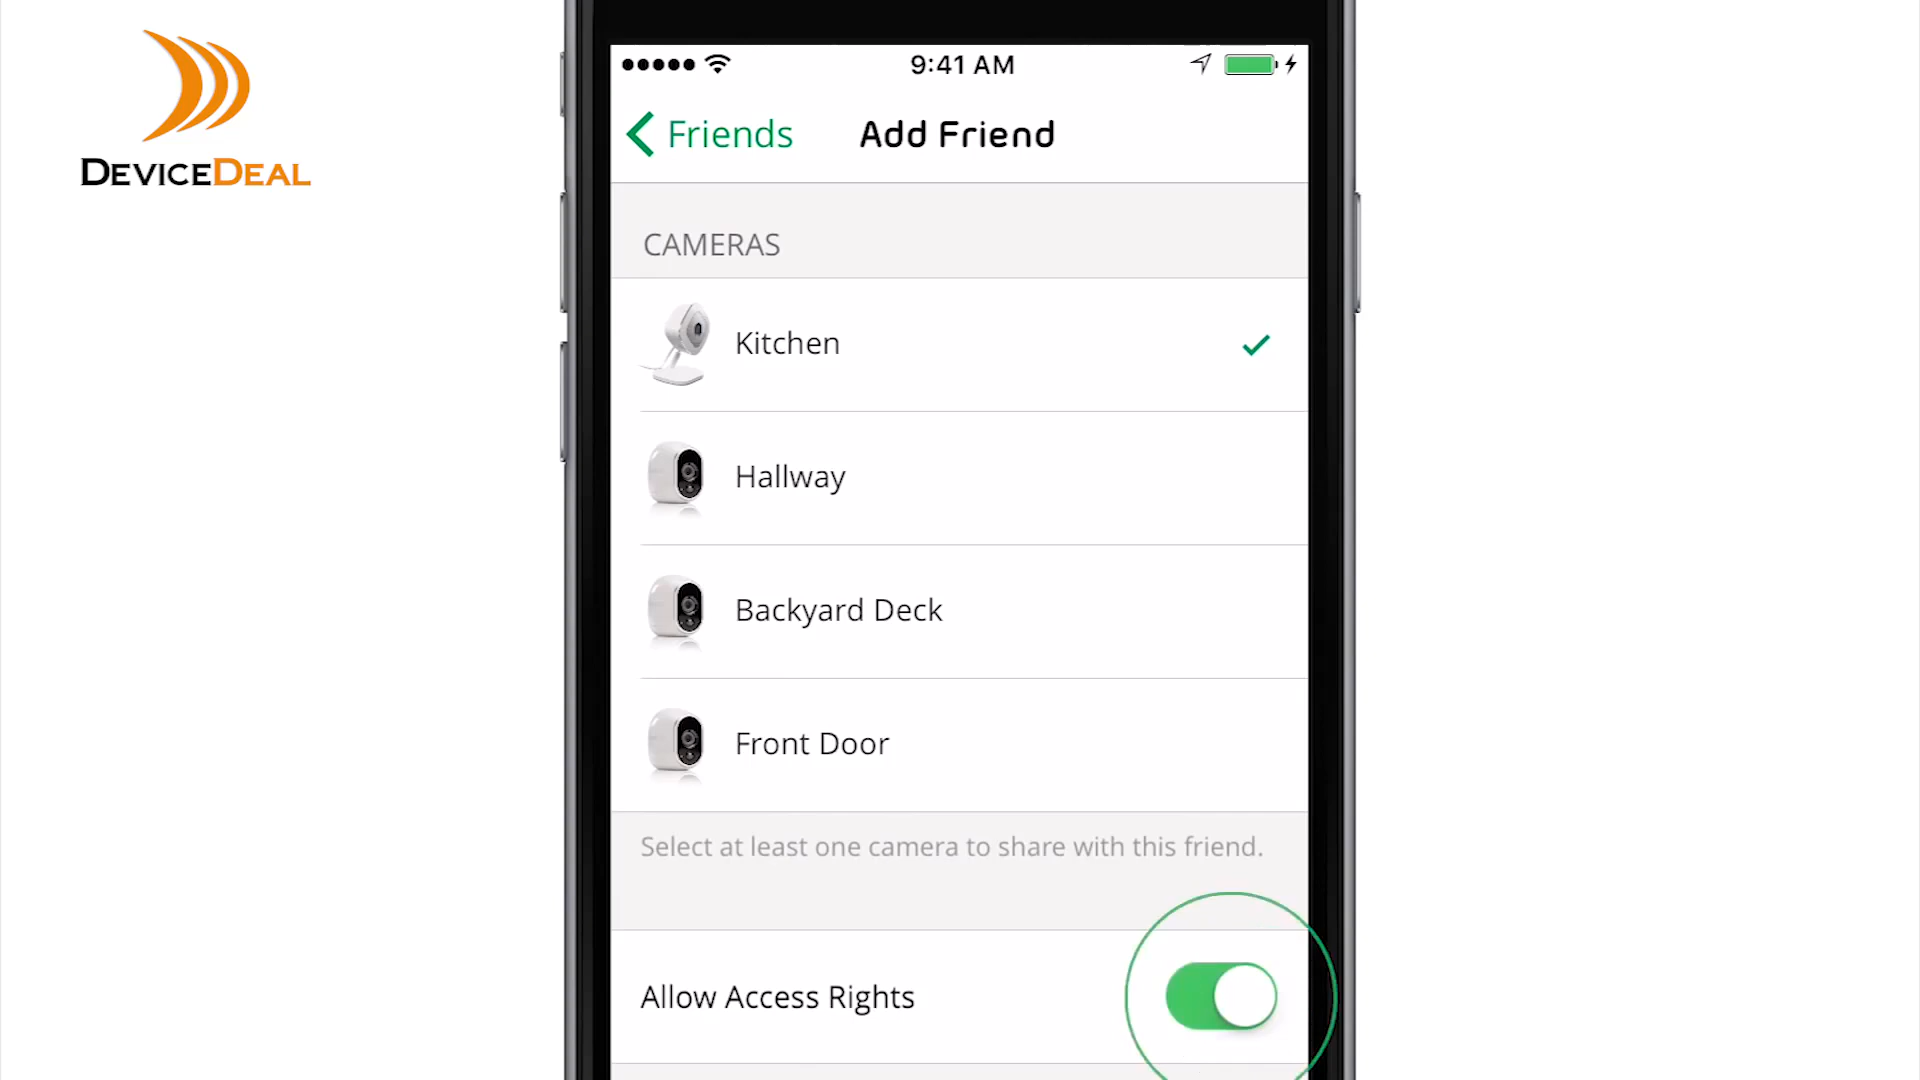 DEVICEDEAL
9:41 AM
Friends
Add Friend
CAMERAS
Kitchen
Hallway
Backyard Deck
Front Door
Select at least one camera to share with this friend.
Allow Access Rights